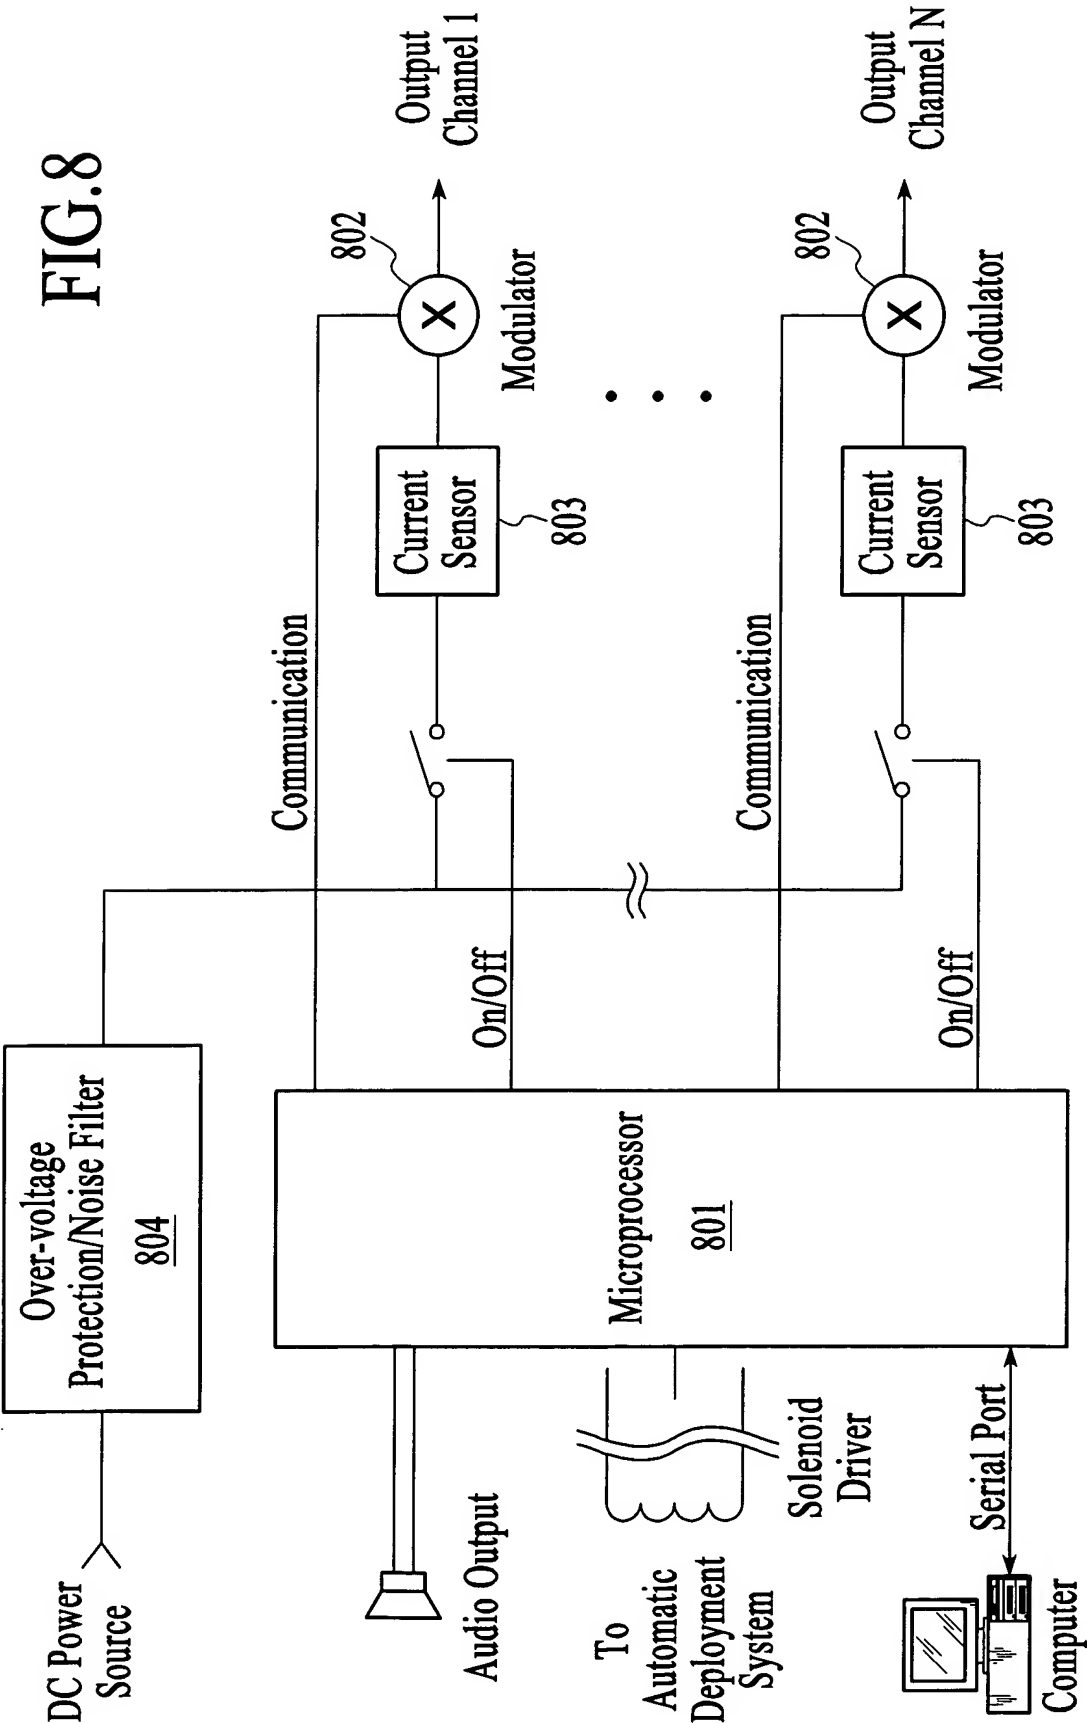 FIG.8
DC Power
Source
Over-voltage
Protection/Noise Filter
804
Audio Output
To
Automatic
Deployment
System
Solenoid
Driver
Computer
Serial Port
Microprocessor
801
Communication
On/Off
Current
Sensor
803
802
X
Modulator
Output
Channel 1
Communication
On/Off
Current
Sensor
803
802
X
Modulator
Output
Channel N